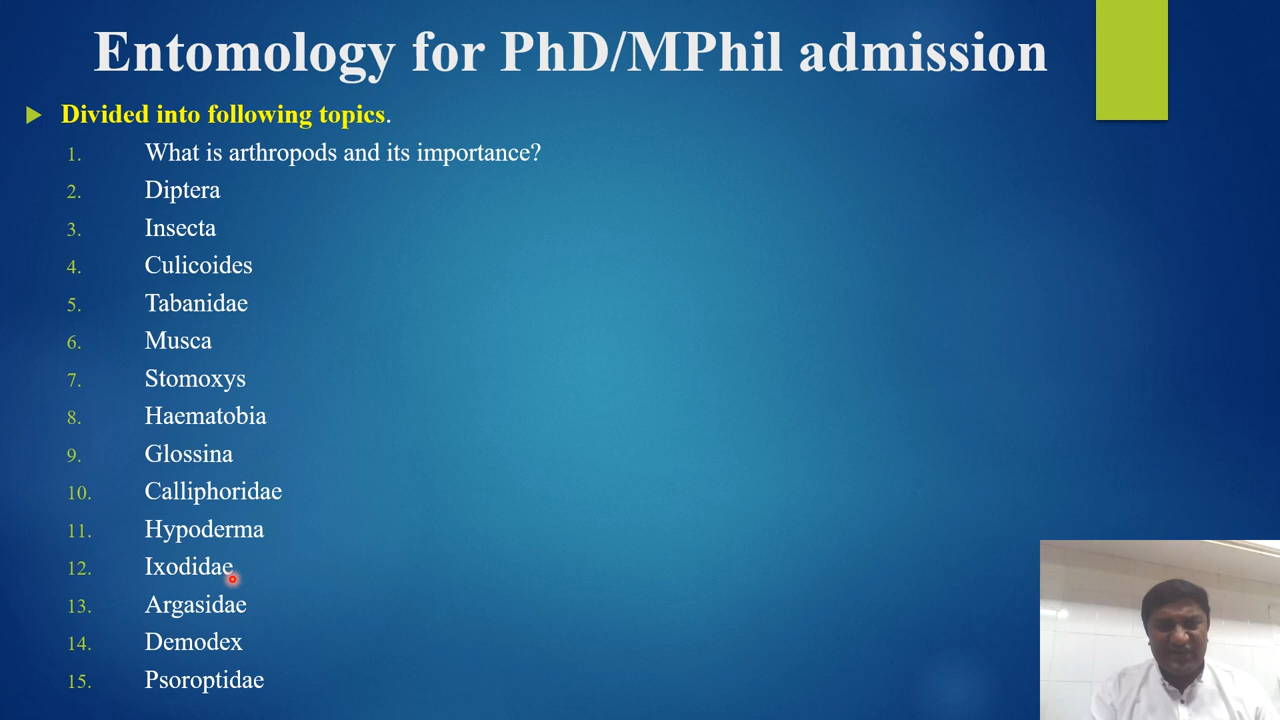 Entomology for PhD/MPhil admission
Divided into following topics.
1. What is arthropods and its importance?
2. Diptera
3. Insecta
4. Culicoides
5. Tabanidae
6. Musca
7. Stomoxys
8. Haematobia
9. Glossina
10. Calliphoridae
11. Hypoderma
12. Ixodidae
13. Argasidae
14. Demodex
15. Psoroptidae